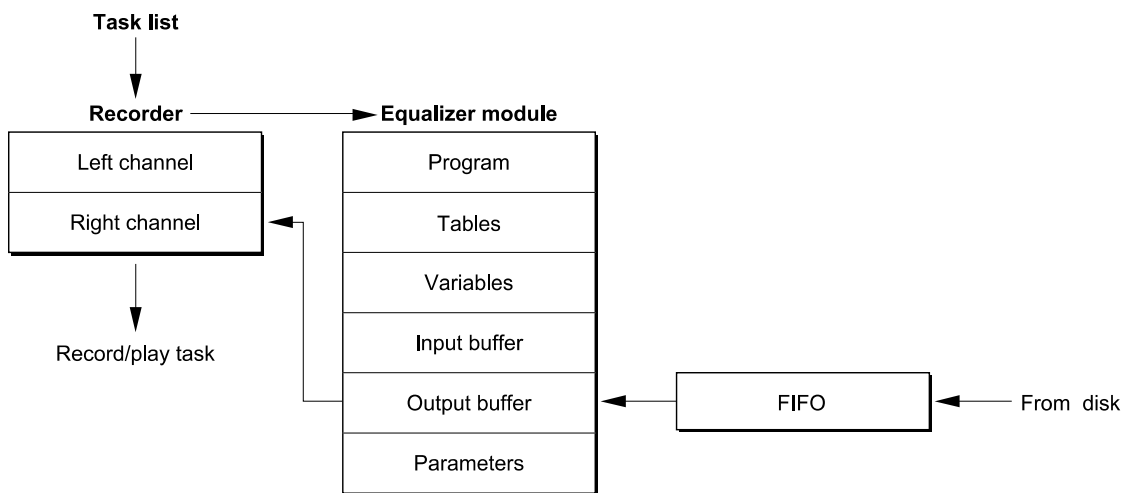 Task list
Recorder
Equalizer module
Left channel
Right channel
Record/play task
Program
Tables
Variables
Input buffer
Output buffer
Parameters
FIFO
From disk